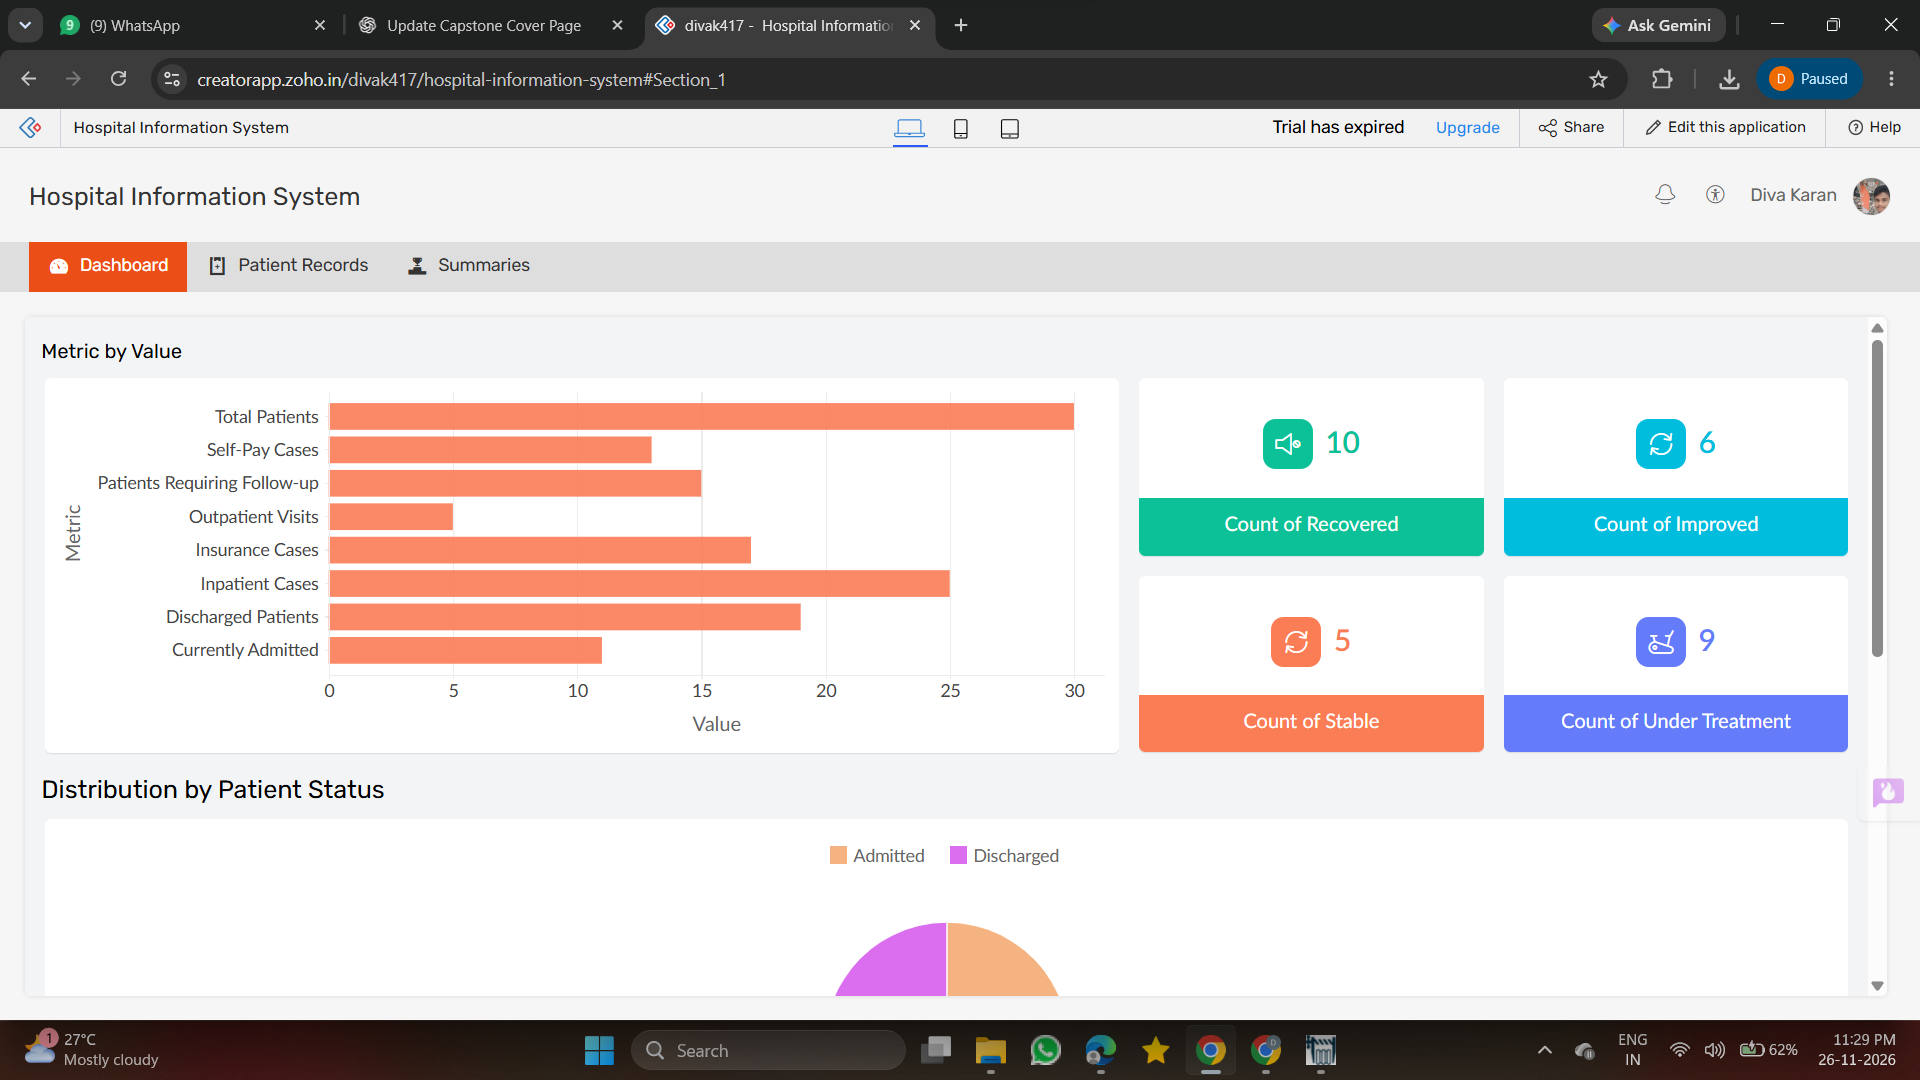 9
(9) WhatsApp
Update Capstone Cover Page
divak417 - Hospital Informatio
Ask Gemini
creatorapp.zoho.in/divak417/hospital-information-system#Section_1
D Paused
Hospital Information System
Trial has expired
Upgrade
Share
Edit this application
Help
Hospital Information System
Diva Karan
Dashboard
Patient Records
Summaries
Metric by Value
Metric
Total Patients
Self-Pay Cases
Patients Requiring Follow-up
Outpatient Visits
Insurance Cases
Inpatient Cases
Discharged Patients
Currently Admitted
0 5 10 15 20 25 30
Value
10
Count of Recovered
6
Count of Improved
5
Count of Stable
9
Count of Under Treatment
Distribution by Patient Status
Admitted
Discharged
1
27°C
Mostly cloudy
Search
D
ENG
IN
62%
11:29 PM
26-11-2026